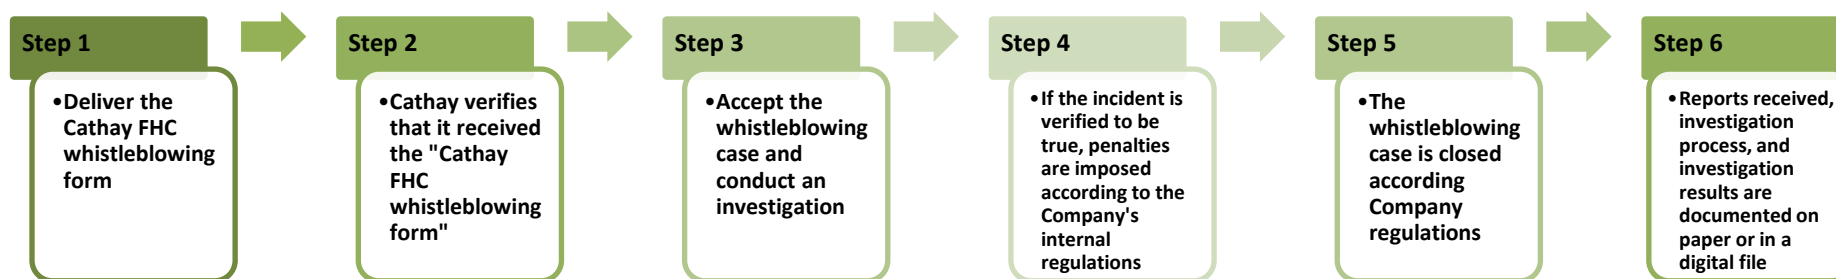 Step 1
•Deliver the
Cathay FHC
whistleblowing
form
Step 2
•Cathay verifies
that it received
the "Cathay
FHC
whistleblowing
form"
Step 3
•Accept the
whistleblowing
case and
conduct an
investigation
Step 4
•If the incident is
verified to be
true, penalties
are imposed
according to the
Company's
internal
regulations
Step 5
•The
whistleblowing
case is closed
according
Company
regulations
Step 6
•Reports received,
investigation
process, and
investigation
results are
documented on
paper or in a
digital file